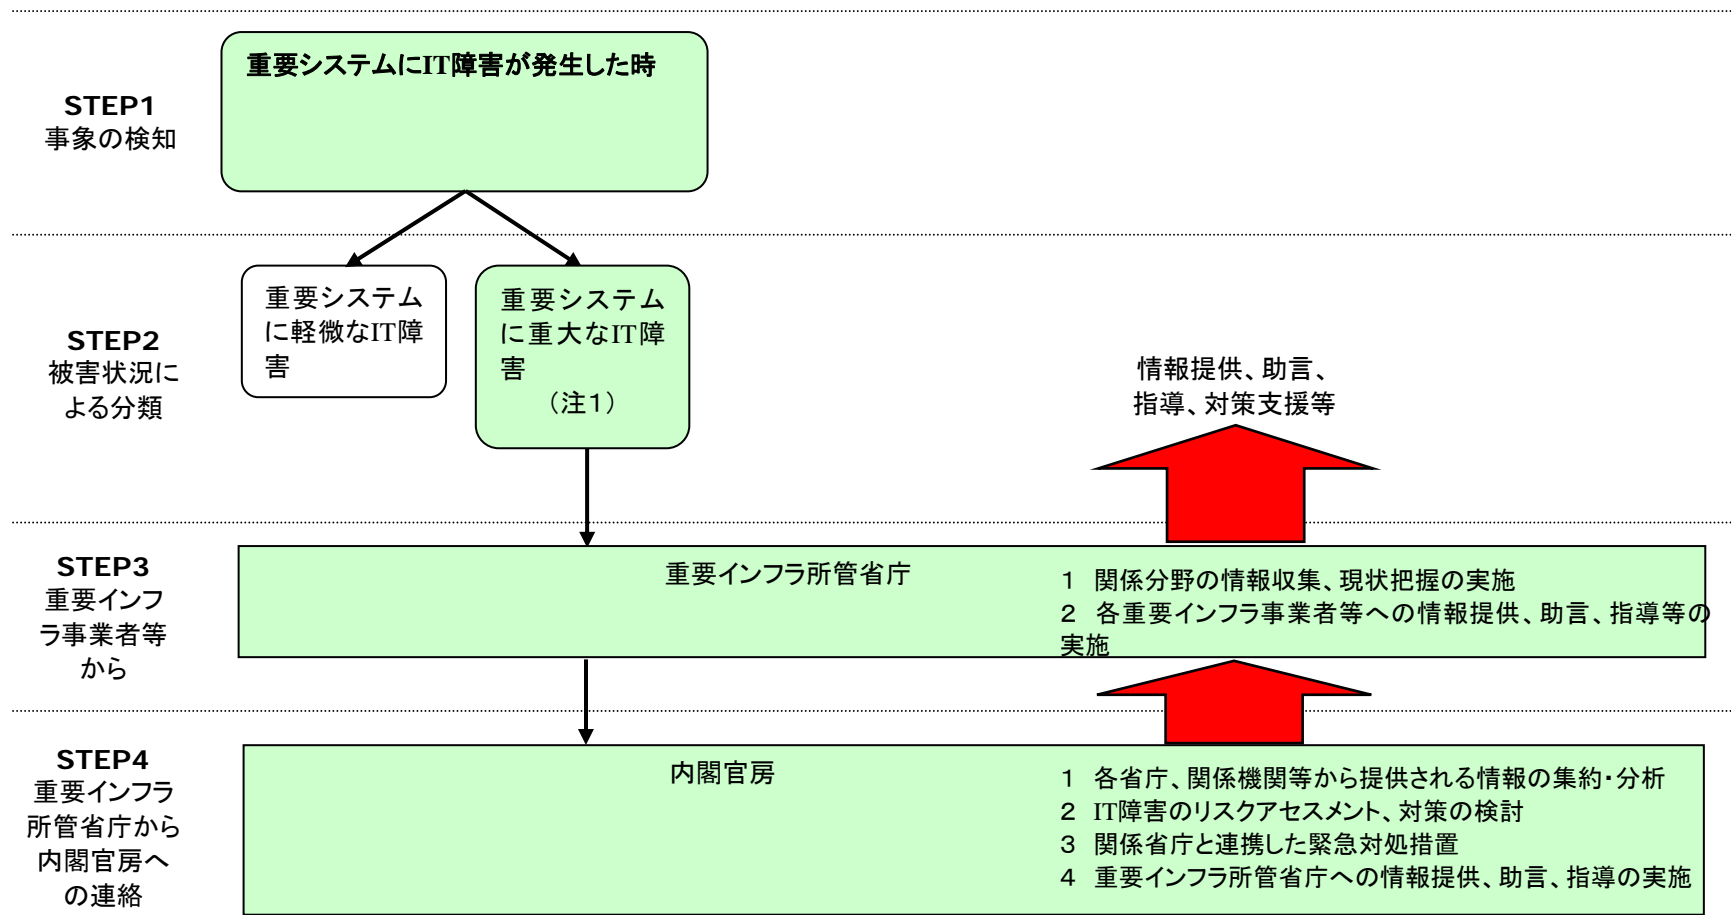 STEP1
事象の検知
重要システムにIT障害が発生した時
STEP2
被害状況に
よる分類
重要システム
に軽微なIT障
害
重要システム
に重大なIT障
害
（注１）
情報提供、助言、
指導、対策支援等
STEP3
重要インフ
ラ事業者等
から
重要インフラ所管省庁
１ 関係分野の情報収集、現状把握の実施
２ 各重要インフラ事業者等への情報提供、助言、指導等の
実施
STEP4
重要インフラ
所管省庁から
内閣官房へ
の連絡
内閣官房
１ 各省庁、関係機関等から提供される情報の集約・分析
２ IT障害のリスクアセスメント、対策の検討
３ 関係省庁と連携した緊急対処措置
４ 重要インフラ所管省庁への情報提供、助言、指導の実施